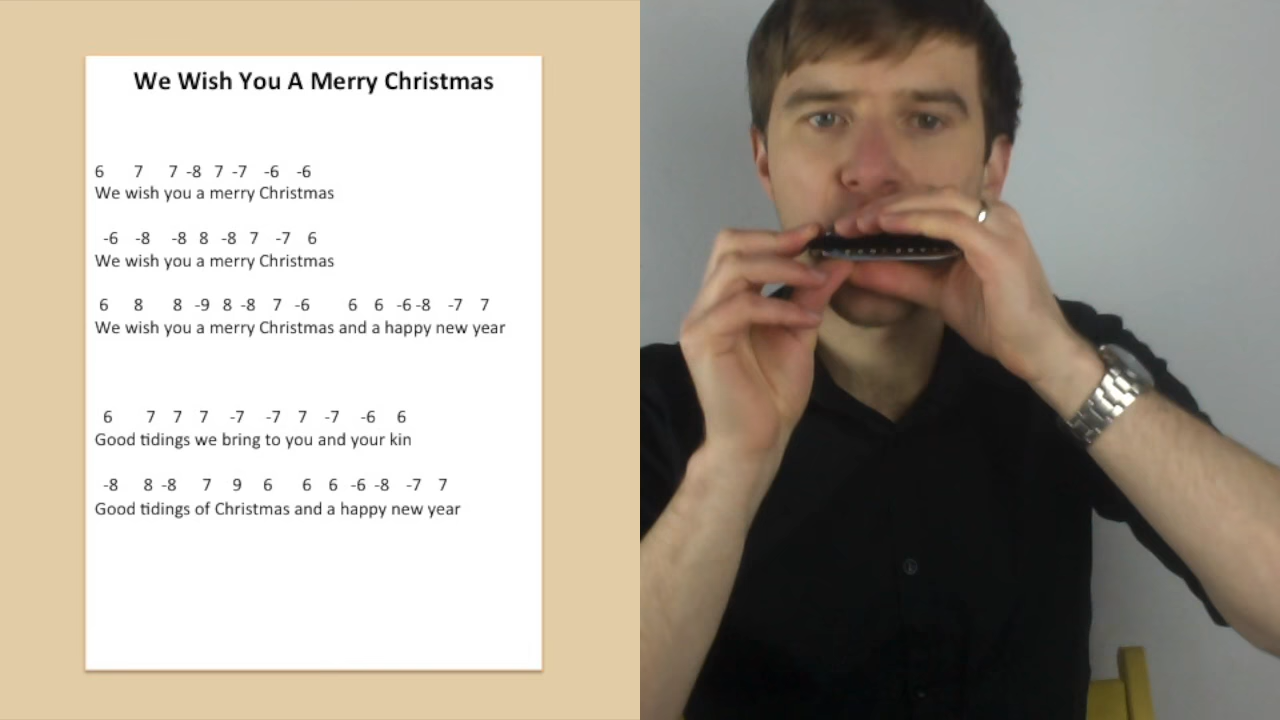 We Wish You A Merry Christmas
6 7 7 -8 7 -7 -6 -6
We wish you a merry Christmas
-6 -8 -8 8 -8 7 -7 6
We wish you a merry Christmas
6 8 8 -9 8 -8 7 -6 6 6 -6 -8 -7 7
We wish you a merry Christmas and a happy new year
6 7 7 7 -7 -7 7 -7 -6 6
Good tidings we bring to you and your kin
-8 8 -8 7 9 6 6 6 -6 -8 -7 7
Good tidings of Christmas and a happy new year